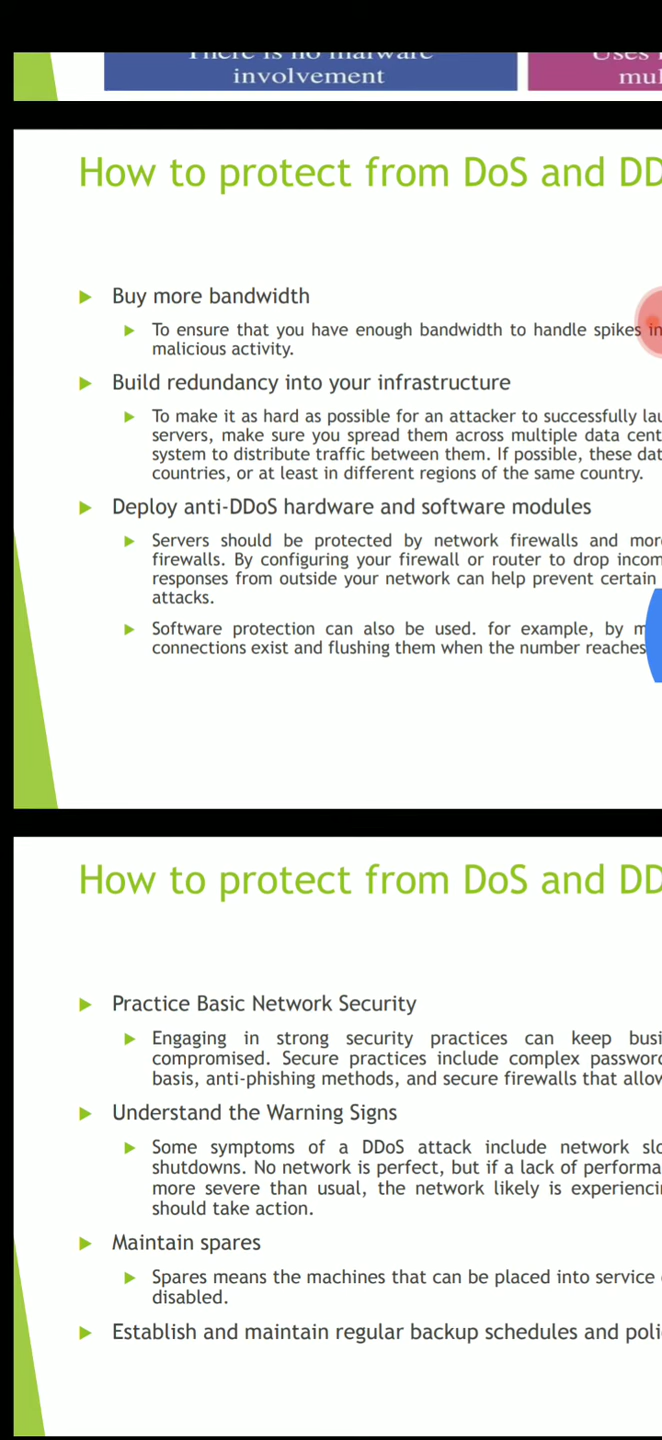 There is no malware
involvement
Uses
mul
How to protect from DoS and DD
Buy more bandwidth
To ensure that you have enough bandwidth to handle spikes in
malicious activity.
Build redundancy into your infrastructure
To make it as hard as possible for an attacker to successfully lau
servers, make sure you spread them across multiple data cent
system to distribute traffic between them. If possible, these dat
countries, or at least in different regions of the same country.
Deploy anti-DDoS hardware and software modules
Servers should be protected by network firewalls and more
firewalls. By configuring your firewall or router to drop incom
responses from outside your network can help prevent certain
attacks.
Software protection can also be used. for example, by m
connections exist and flushing them when the number reaches
How to protect from DoS and DD
Practice Basic Network Security
Engaging in strong security practices can keep busi
compromised. Secure practices include complex password
basis, anti-phishing methods, and secure firewalls that allow
Understand the Warning Signs
Some symptoms of a DDoS attack include network slo
shutdowns. No network is perfect, but if a lack of performa
more severe than usual, the network likely is experiencin
should take action.
Maintain spares
Spares means the machines that can be placed into service
disabled.
Establish and maintain regular backup schedules and poli